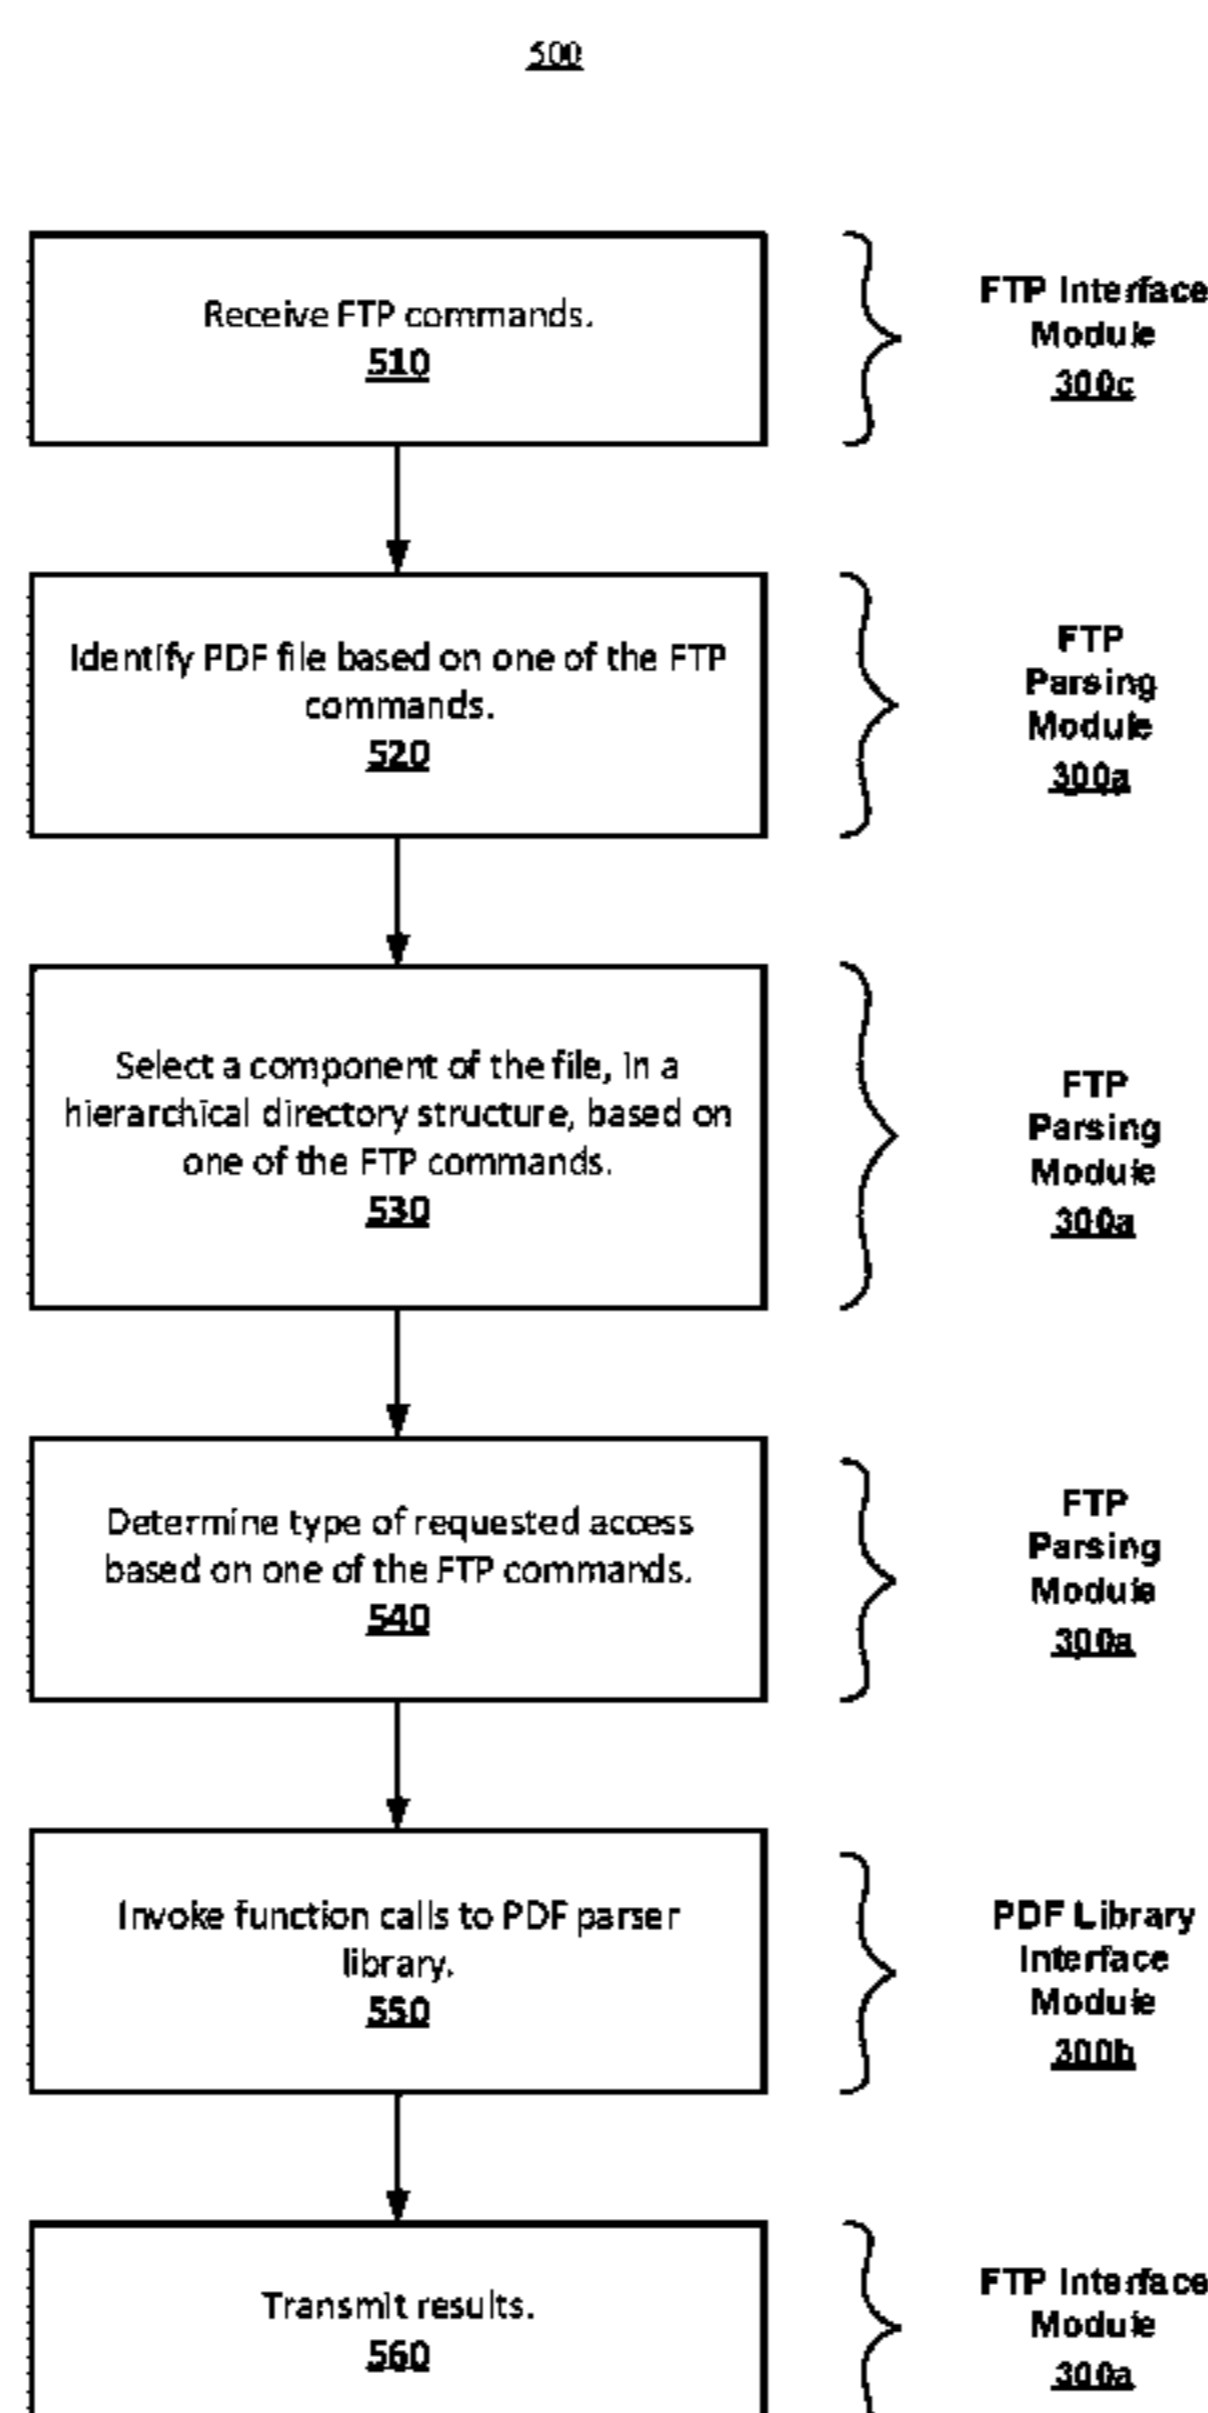 500
Receive FTP commands.
510
FTP Interface
Module
300c
Identify PDF file based on one of the FTP
commands.
520
FTP
Parsing
Module
300a
Select a component of the file, in a
hierarchical directory structure, based on
one of the FTP commands.
530
FTP
Parsing
Module
300a
Determine type of requested access
based on one of the FTP commands.
540
FTP
Parsing
Module
300a
Invoke function calls to PDF parser
library.
550
PDF Library
Interface
Module
300b
Transmit results.
560
FTP Interface
Module
300a